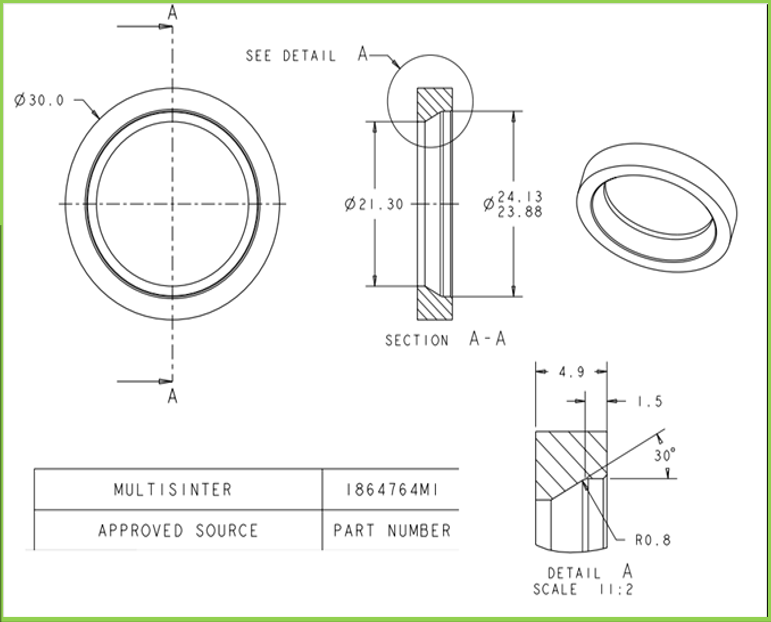 A
SEE DETAIL A
Ø30.0
Ø21.30
Ø24.13
23.88
SECTION A-A
A
4.9
1.5
30°
R0.8
DETAIL A
SCALE 11:2
MULTISINTER 1864764M1
APPROVED SOURCE PART NUMBER